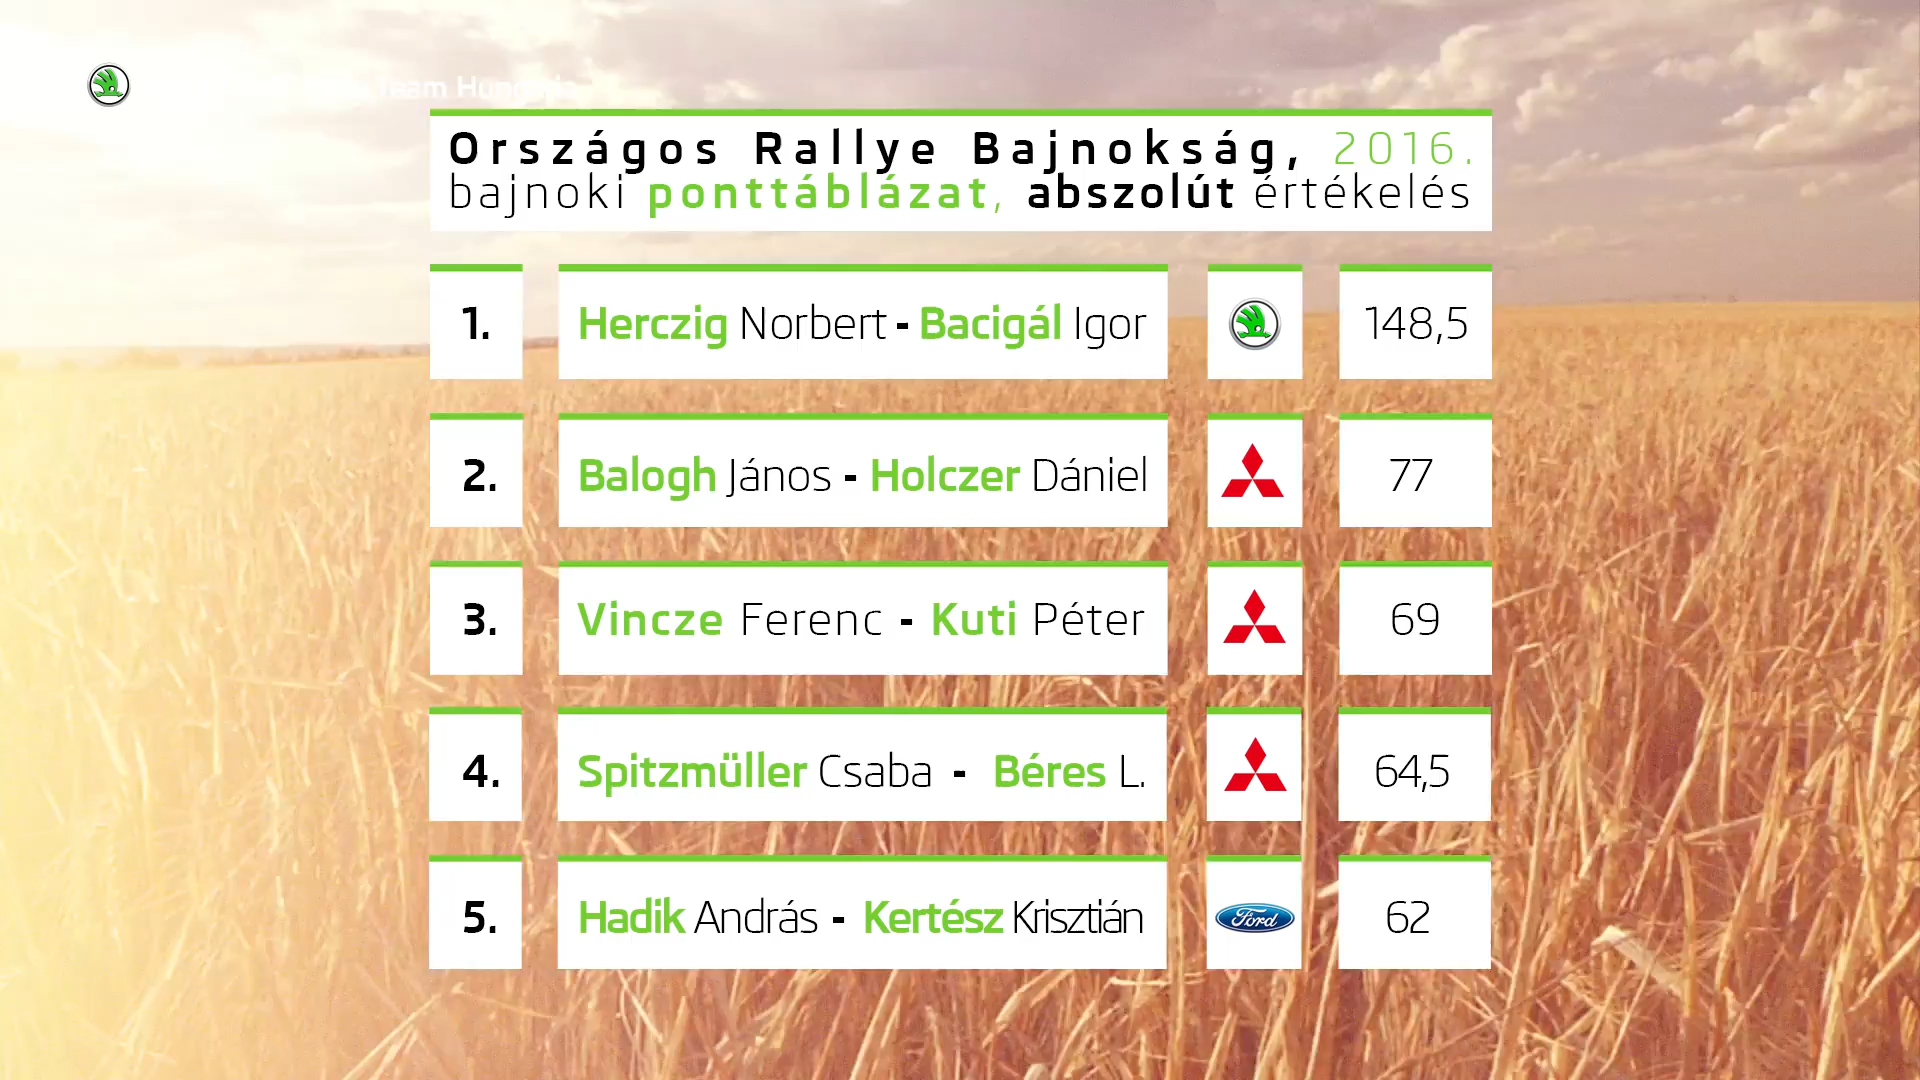 Team Hungaria
Országos Rallye Bajnokság, 2016.
bajnoki ponttáblázat, abszolút értékelés
1. Herczig Norbert - Bacigál Igor 148,5
2. Balogh János - Holczer Dániel 77
3. Vincze Ferenc - Kuti Péter 69
4. Spitzmüller Csaba - Béres L. 64,5
5. Hadik András - Kertész Krisztián Ford 62